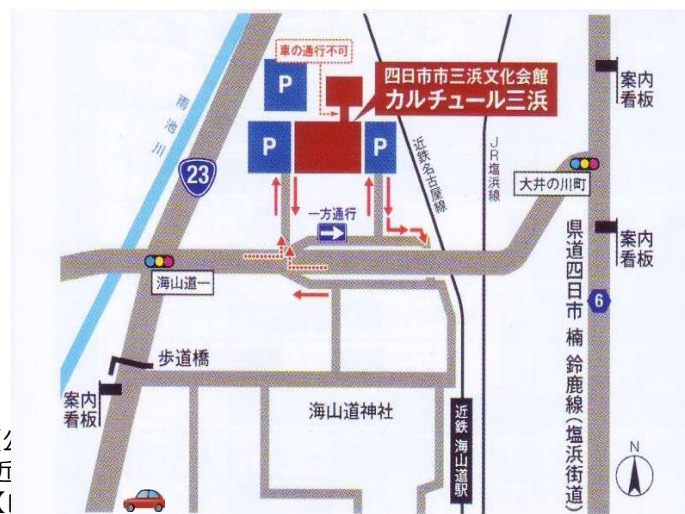 車の通行不可
四日市市三浜文化会館
カルチュール三浜
P
P
P
案内
看板
雨池川
23
近鉄名古屋線
JR塩浜線
大井の川町
一方通行
案内
看板
海山道一
県道四日市 楠 鈴鹿線(塩浜街道)
6
歩道橋
案内
看板
海山道神社
近鉄 海山道駅
N
近